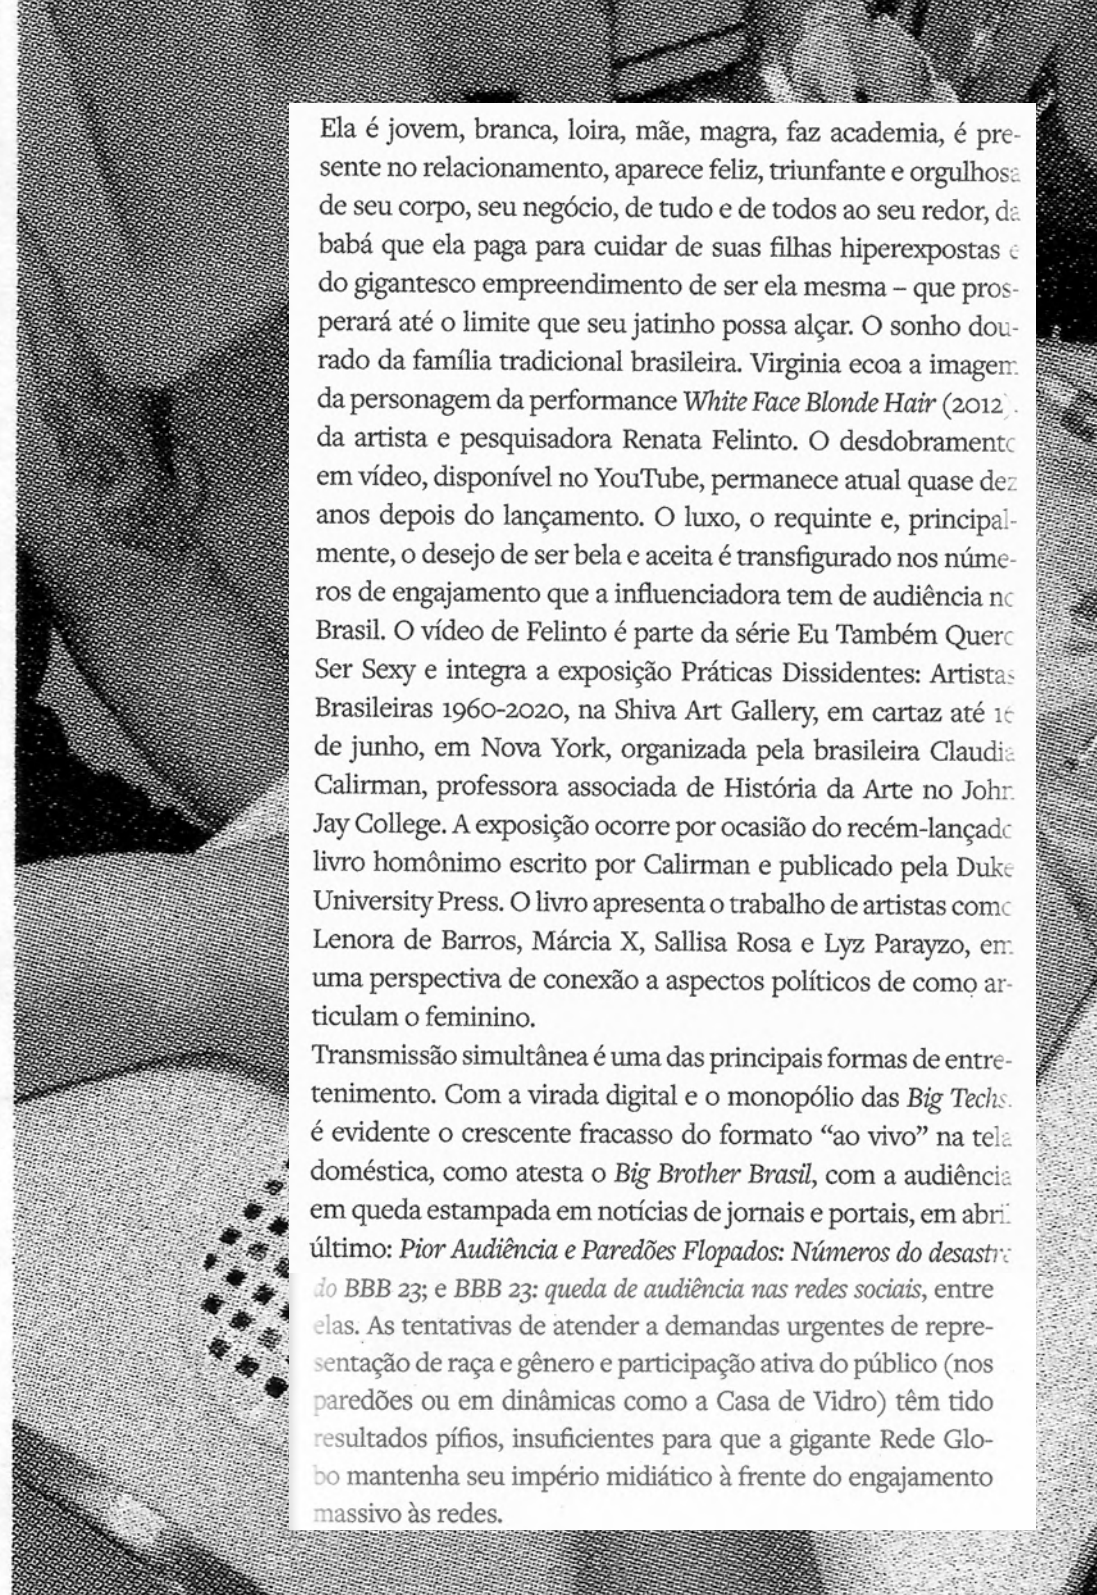 Ela é jovem, branca, loira, mãe, magra, faz academia, é pre-
sente no relacionamento, aparece feliz, triunfante e orgulhosa
de seu corpo, seu negócio, de tudo e de todos ao seu redor, da
babá que ela paga para cuidar de suas filhas hiperexpostas e
do gigantesco empreendimento de ser ela mesma – que pros-
perará até o limite que seu jatinho possa alçar. O sonho dou-
rado da família tradicional brasileira. Virginia ecoa a imagem
da personagem da performance White Face Blonde Hair (2012),
da artista e pesquisadora Renata Felinto. O desdobramento
em vídeo, disponível no YouTube, permanece atual quase dez
anos depois do lançamento. O luxo, o requinte e, principal-
mente, o desejo de ser bela e aceita é transfigurado nos núme-
ros de engajamento que a influenciadora tem de audiência no
Brasil. O vídeo de Felinto é parte da série Eu Também Quero
Ser Sexy e integra a exposição Práticas Dissidentes: Artistas
Brasileiras 1960-2020, na Shiva Art Gallery, em cartaz até 16
de junho, em Nova York, organizada pela brasileira Claudia
Calirman, professora associada de História da Arte no John
Jay College. A exposição ocorre por ocasião do recém-lançado
livro homônimo escrito por Calirman e publicado pela Duke
University Press. O livro apresenta o trabalho de artistas como
Lenora de Barros, Márcia X, Sallisa Rosa e Lyz Parayzo, em
uma perspectiva de conexão a aspectos políticos de como ar-
ticulam o feminino.
Transmissão simultânea é uma das principais formas de entre-
tenimento. Com a virada digital e o monopólio das Big Techs,
é evidente o crescente fracasso do formato “ao vivo” na tela
doméstica, como atesta o Big Brother Brasil, com a audiência
em queda estampada em notícias de jornais e portais, em abril
último: Pior Audiência e Paredões Flopados: Números do desastre
do BBB 23; e BBB 23: queda de audiência nas redes sociais, entre
elas. As tentativas de atender a demandas urgentes de repre-
sentação de raça e gênero e participação ativa do público (nos
paredões ou em dinâmicas como a Casa de Vidro) têm tido
resultados pífios, insuficientes para que a gigante Rede Glo-
bo mantenha seu império midiático à frente do engajamento
massivo às redes.